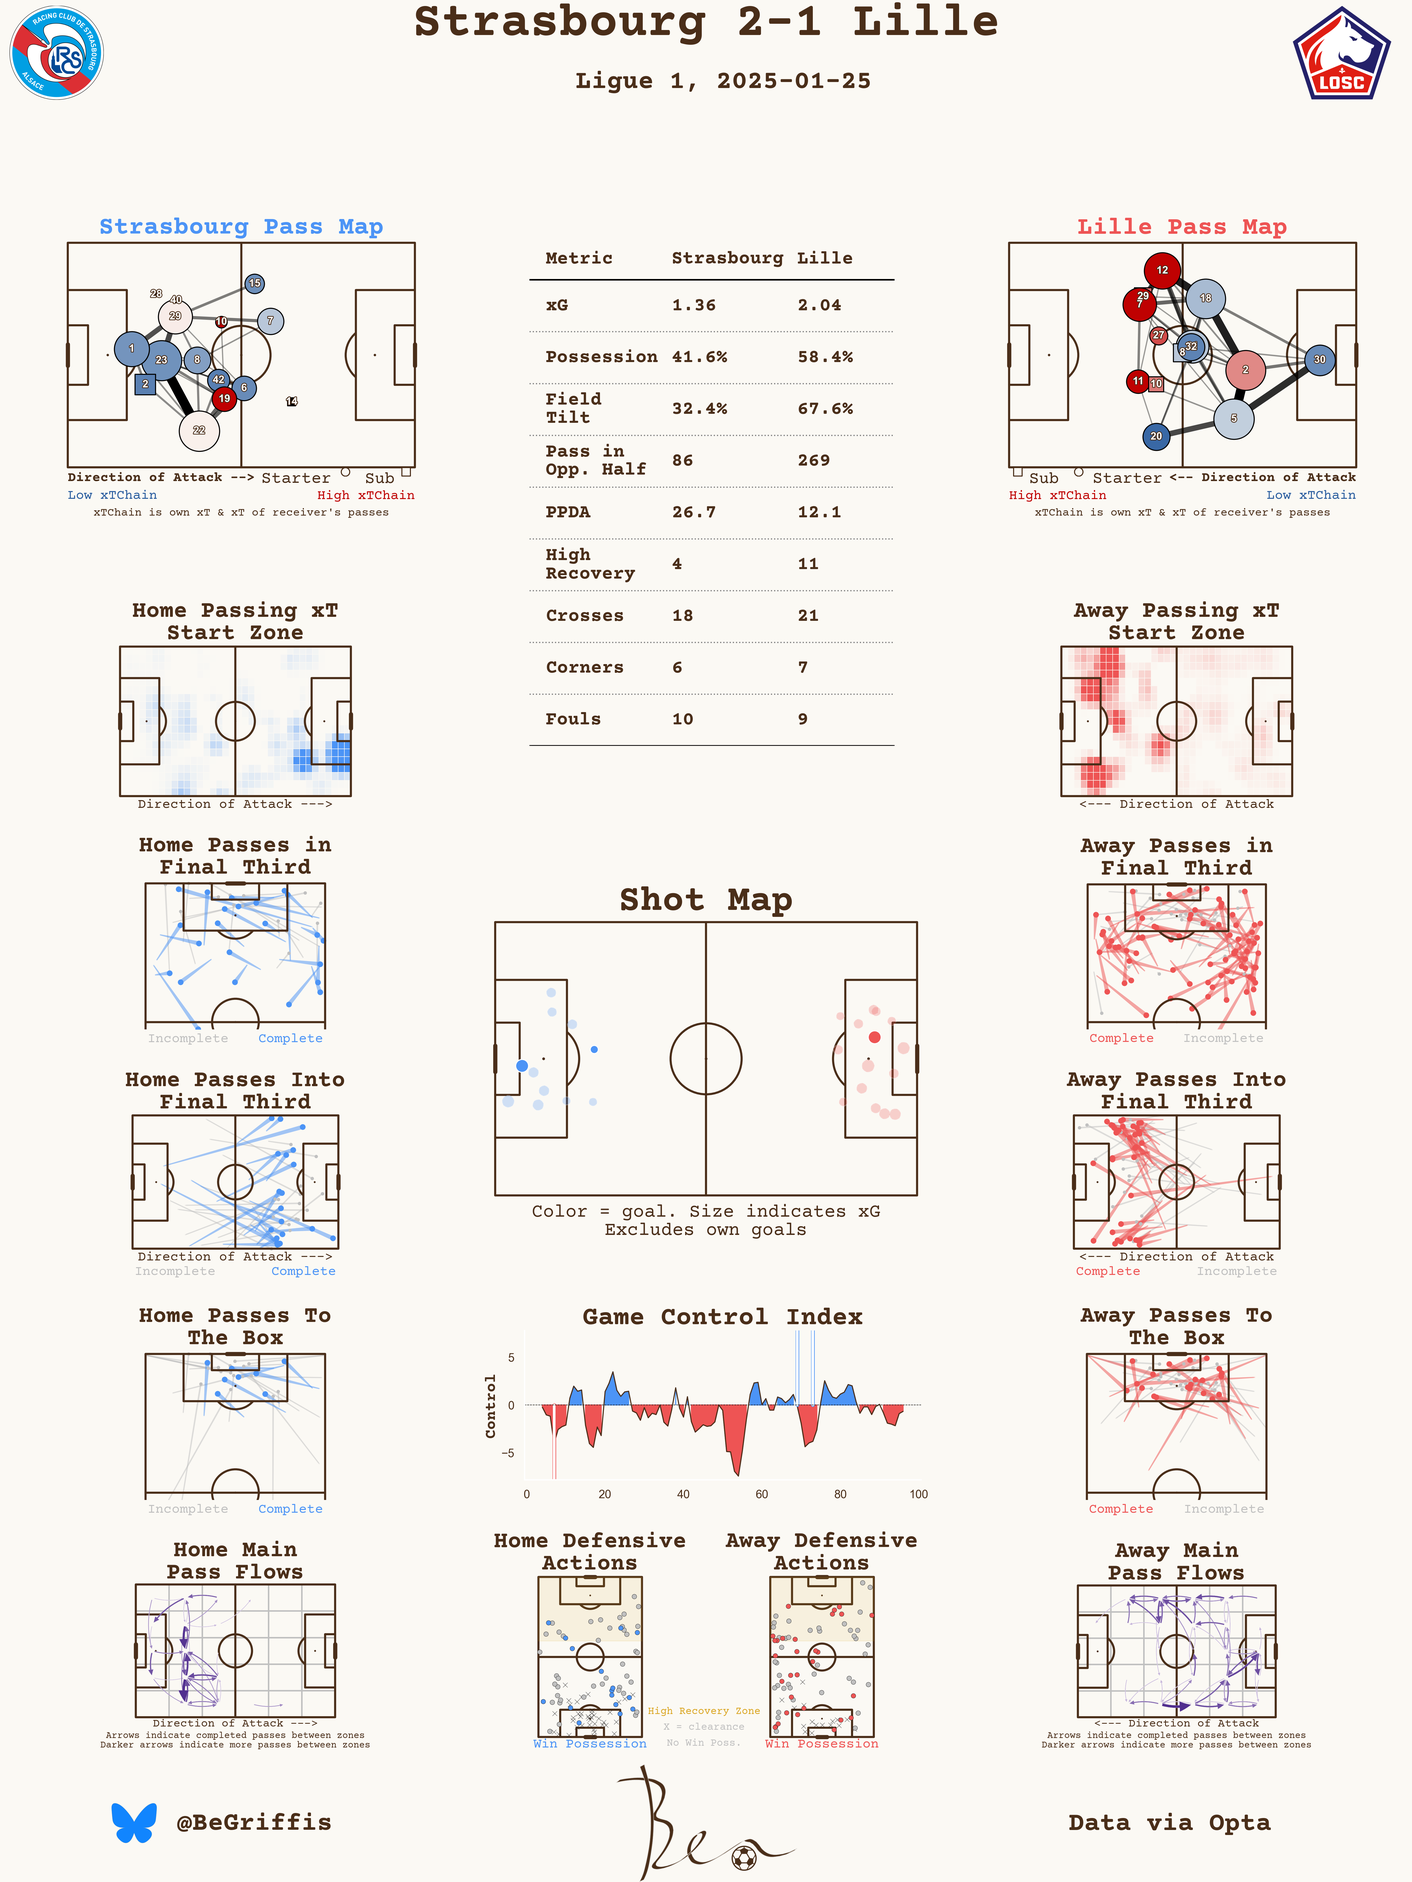 Strasbourg 2-1 Lille
Ligue 1, 2025-01-25
RACING CLUB DE STRASBOURG
ALSACE
RCS
LOSC
Strasbourg Pass Map
28
40
29
15
10
7
1
23
8
2
42
6
19
14
22
Direction of Attack --> Starter Sub
Low xTChain High xTChain
xTChain is own xT & xT of receiver's passes
Metric Strasbourg Lille
xG 1.36 2.04
Possession 41.6% 58.4%
Field
Tilt 32.4% 67.6%
Pass in
Opp. Half 86 269
PPDA 26.7 12.1
High
Recovery 4 11
Crosses 18 21
Corners 6 7
Fouls 10 9
Lille Pass Map
12
29
7
18
27
8
32
30
2
11
10
5
20
Sub Starter <-- Direction of Attack
High xTChain Low xTChain
xTChain is own xT & xT of receiver's passes
Home Passing xT
Start Zone
Direction of Attack --->
Away Passing xT
Start Zone
<--- Direction of Attack
Home Passes in
Final Third
Incomplete Complete
Away Passes in
Final Third
Complete Incomplete
Shot Map
Color = goal. Size indicates xG
Excludes own goals
Home Passes Into
Final Third
Direction of Attack --->
Incomplete Complete
Away Passes Into
Final Third
<--- Direction of Attack
Complete Incomplete
Home Passes To
The Box
Incomplete Complete
Game Control Index
Control
5
0
−5
0 20 40 60 80 100
Away Passes To
The Box
Complete Incomplete
Home Main
Pass Flows
Direction of Attack --->
Arrows indicate completed passes between zones
Darker arrows indicate more passes between zones
Home Defensive
Actions
Win Possession
Away Defensive
Actions
Win Possession
High Recovery Zone
X = clearance
No Win Poss.
Away Main
Pass Flows
<--- Direction of Attack
Arrows indicate completed passes between zones
Darker arrows indicate more passes between zones
@BeGriffis
Ben
Data via Opta